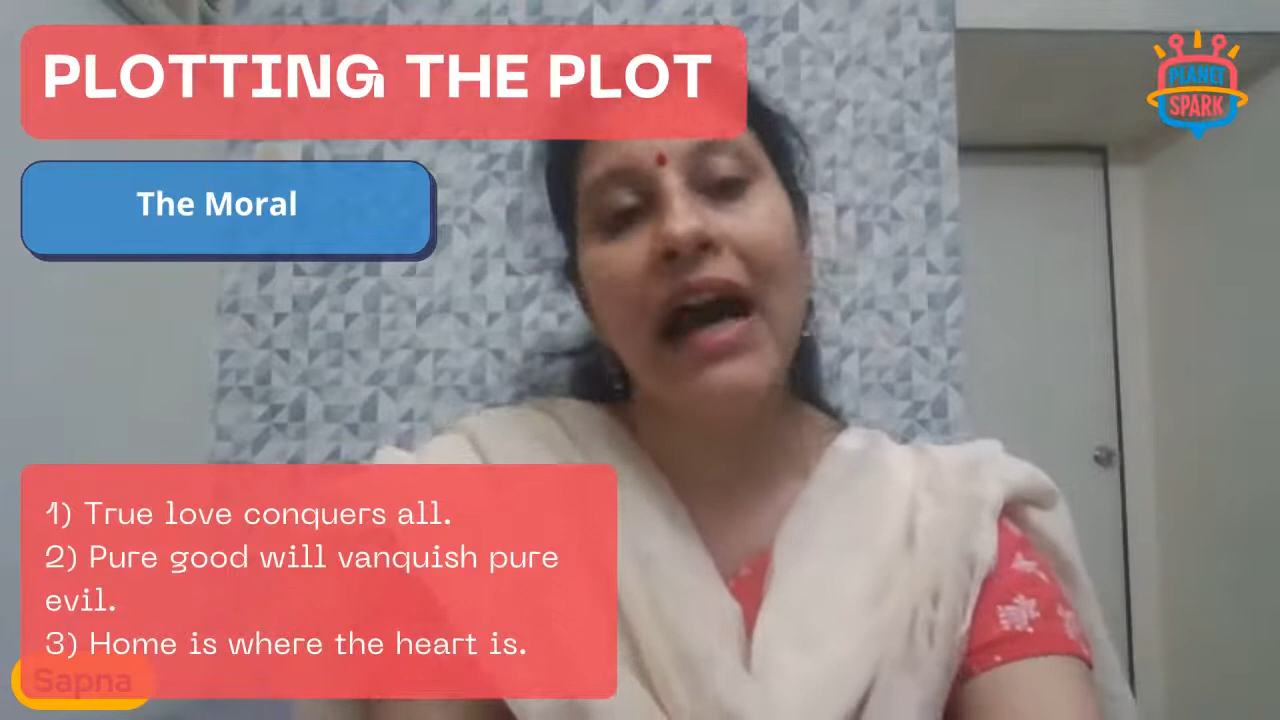 PLOTTING THE PLOT
PLANET
SPARK
The Moral
1) True love conquers all.
2) Pure good will vanquish pure
evil.
3) Home is where the heart is.
Sapna